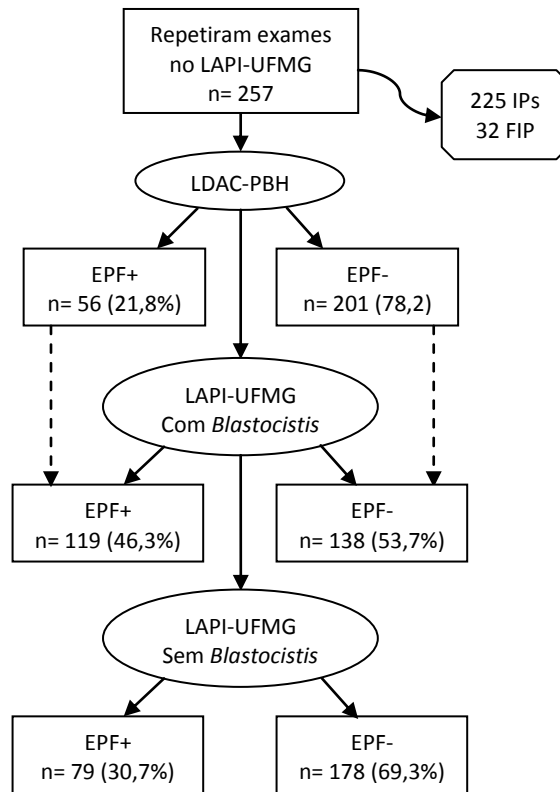 Repetiram exames
no LAPI-UFMG
n= 257
225 IPs
32 FIP
LDAC-PBH
EPF+
n= 56 (21,8%)
EPF-
n= 201 (78,2)
LAPI-UFMG
Com Blastocistis
EPF+
n= 119 (46,3%)
EPF-
n= 138 (53,7%)
LAPI-UFMG
Sem Blastocistis
EPF+
n= 79 (30,7%)
EPF-
n= 178 (69,3%)